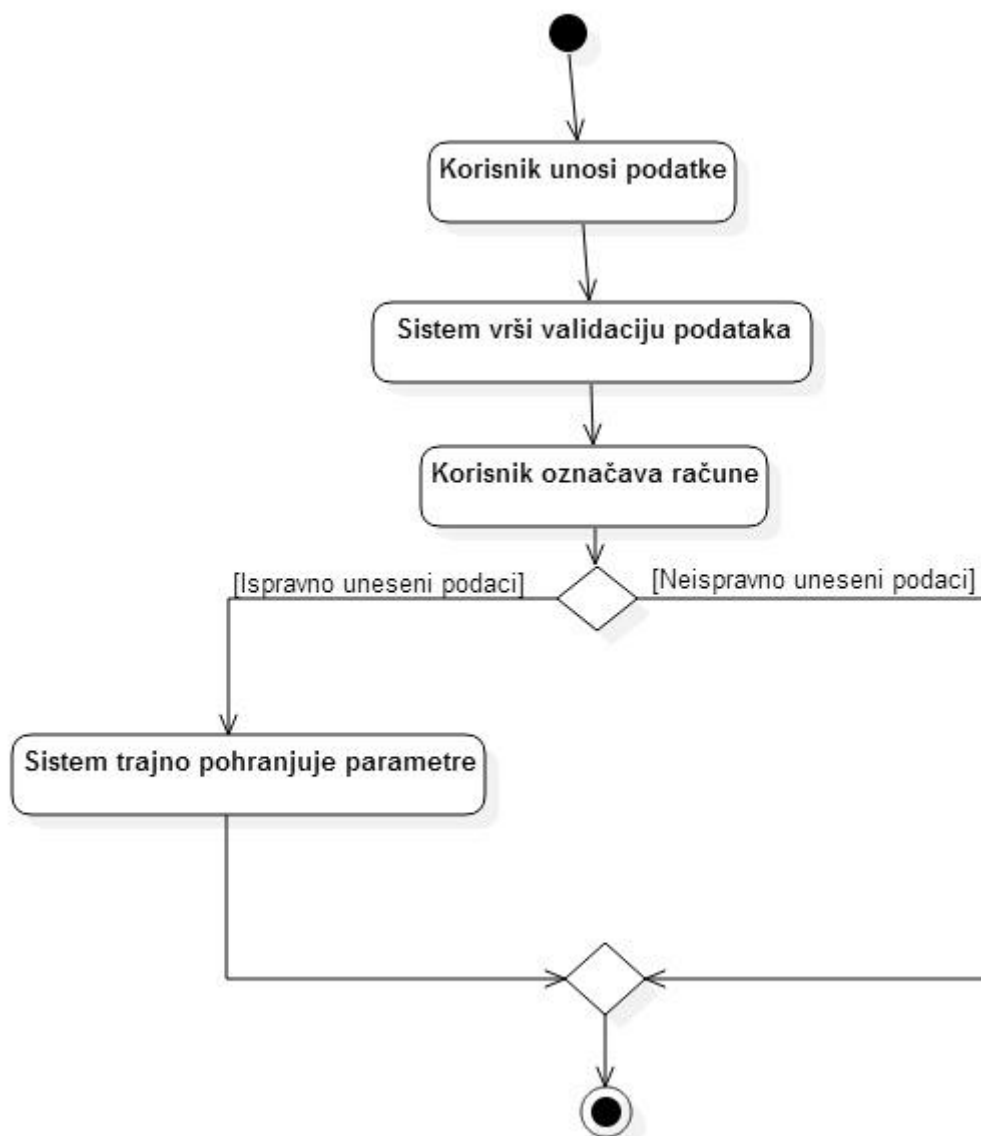 Korisnik unosi podatke
Sistem vrši validaciju podataka
Korisnik označava račune
[Ispravno uneseni podaci]
[Neispravno uneseni podaci]
Sistem trajno pohranjuje parametre